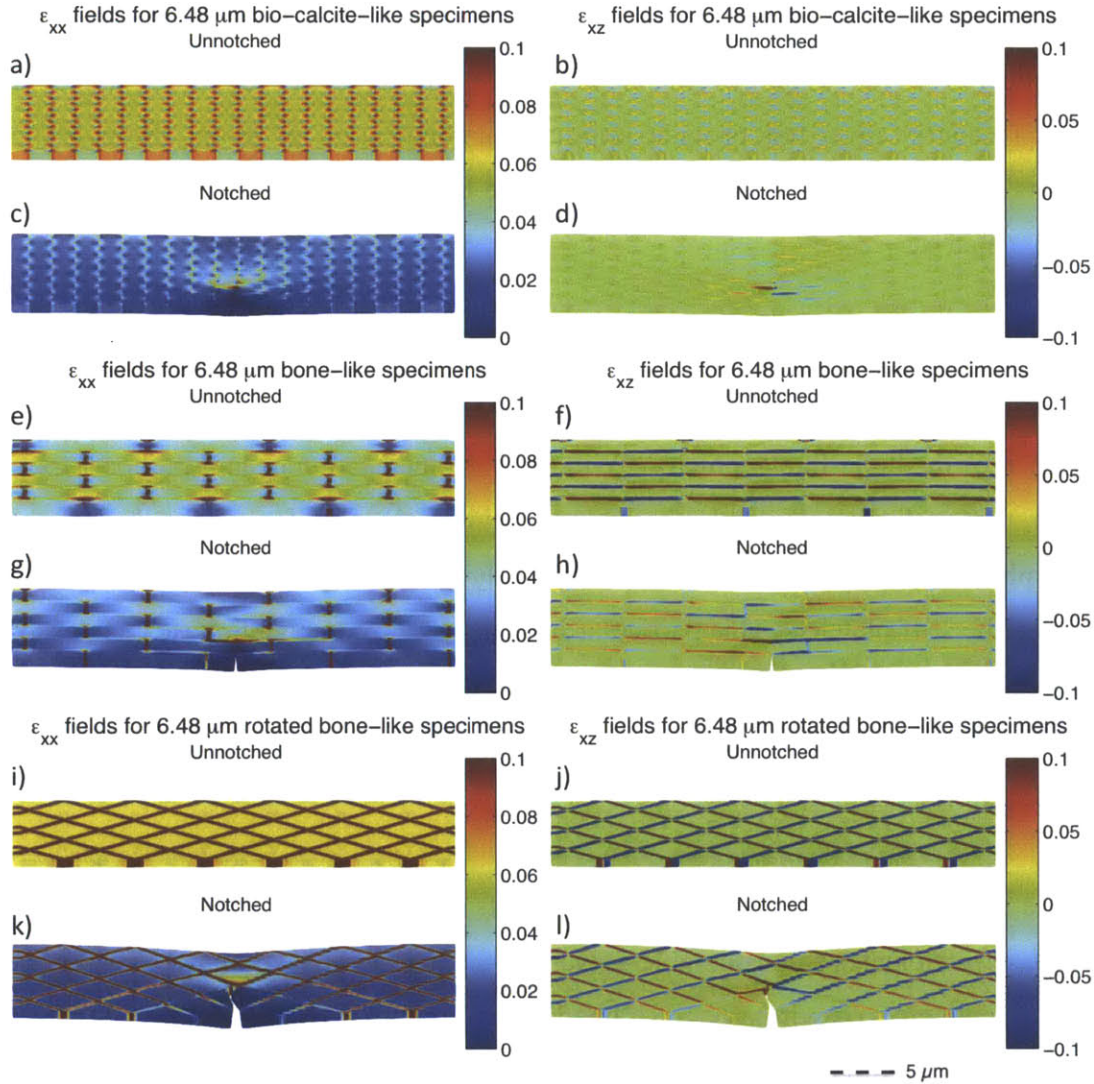 ε_xx fields for 6.48 μm bio-calcite-like specimens
Unnotched
a)
0.1
0.08
0.06
Notched
c)
0.04
0.02
0
ε_xz fields for 6.48 μm bio-calcite-like specimens
Unnotched
b)
0.1
0.05
0
Notched
d)
−0.05
−0.1
ε_xx fields for 6.48 μm bone-like specimens
Unnotched
e)
0.1
0.08
0.06
Notched
g)
0.04
0.02
0
ε_xz fields for 6.48 μm bone-like specimens
Unnotched
f)
0.1
0.05
0
Notched
h)
−0.05
−0.1
ε_xx fields for 6.48 μm rotated bone-like specimens
Unnotched
i)
0.1
0.08
0.06
Notched
k)
0.04
0.02
0
ε_xz fields for 6.48 μm rotated bone-like specimens
Unnotched
j)
0.1
0.05
0
Notched
l)
−0.05
−0.1
5 μm